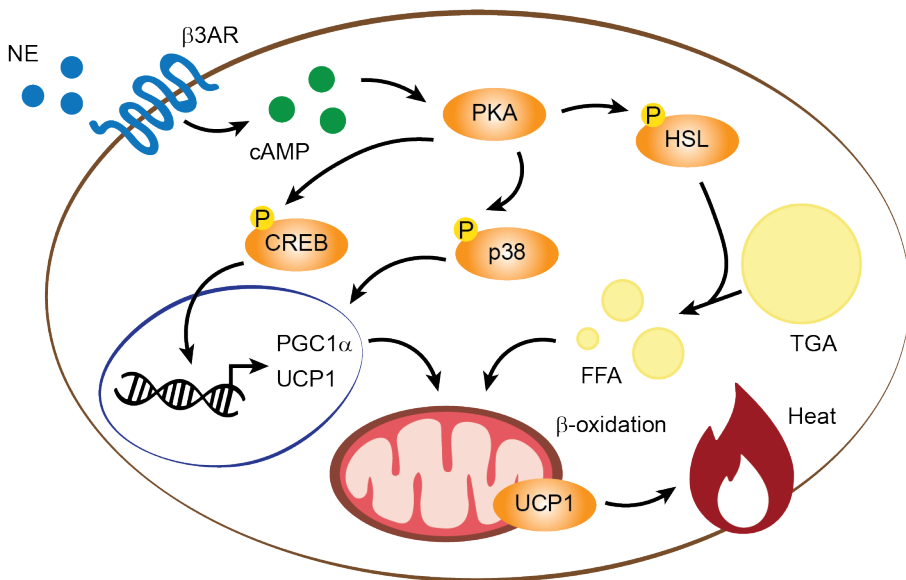 NE
β3AR
cAMP
PKA
P
HSL
P
CREB
P
p38
TGA
FFA
PGC1α
UCP1
β-oxidation
Heat
UCP1